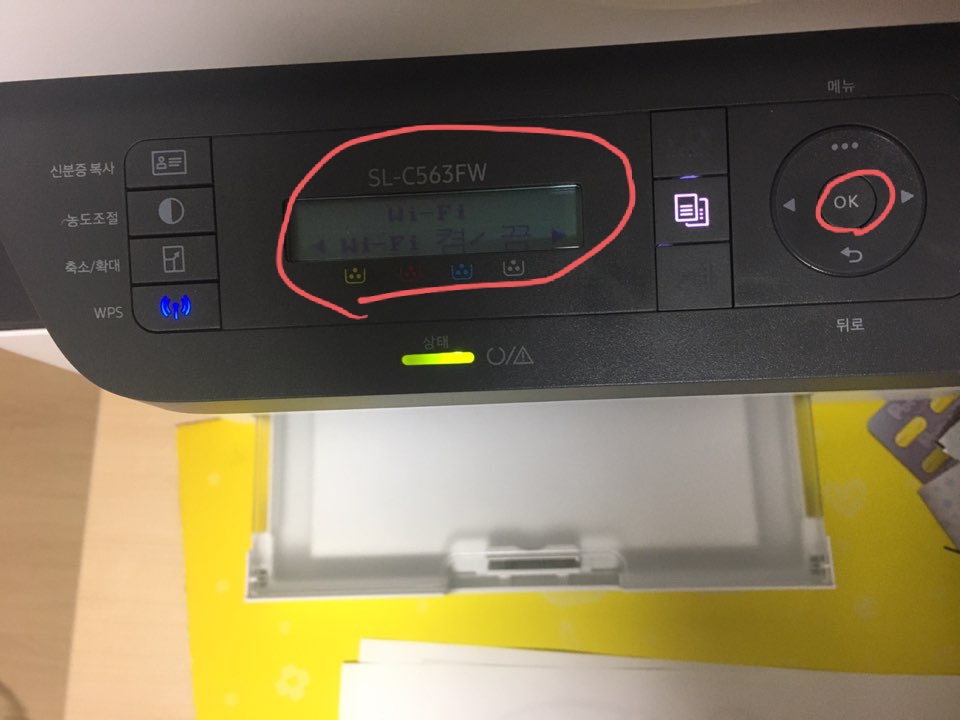 메뉴
신분증 복사
농도조절
축소/확대
WPS
SL-C563FW
Wi-Fi
Wi-Fi 켬/ 끔
OK
뒤로
상태